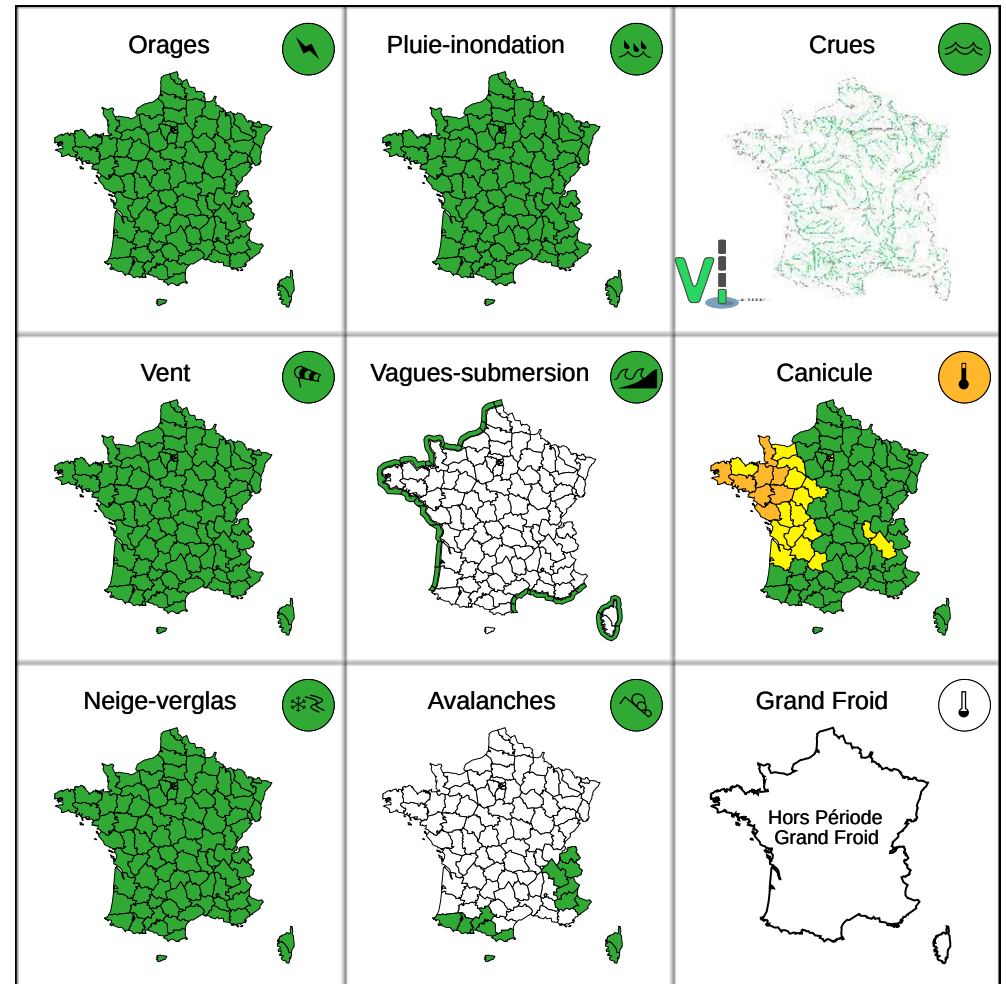 Orages
Pluie-inondation
Crues
Vent
Vagues-submersion
Canicule
Neige-verglas
Avalanches
Grand Froid
Hors Période
Grand Froid